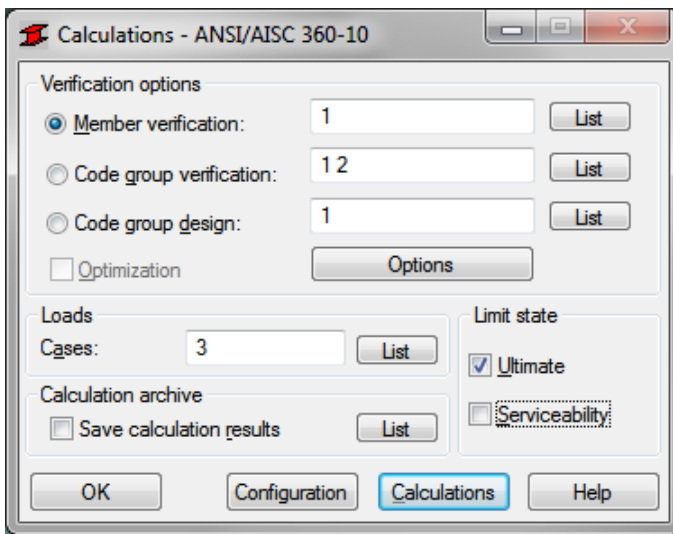 Calculations - ANSI/AISC 360-10
Verification options
Member verification: 1 List
Code group verification: 1 2 List
Code group design: 1 List
Optimization Options
Loads
Cases: 3 List
Limit state
Ultimate
Serviceability
Calculation archive
Save calculation results List
OK Configuration Calculations Help